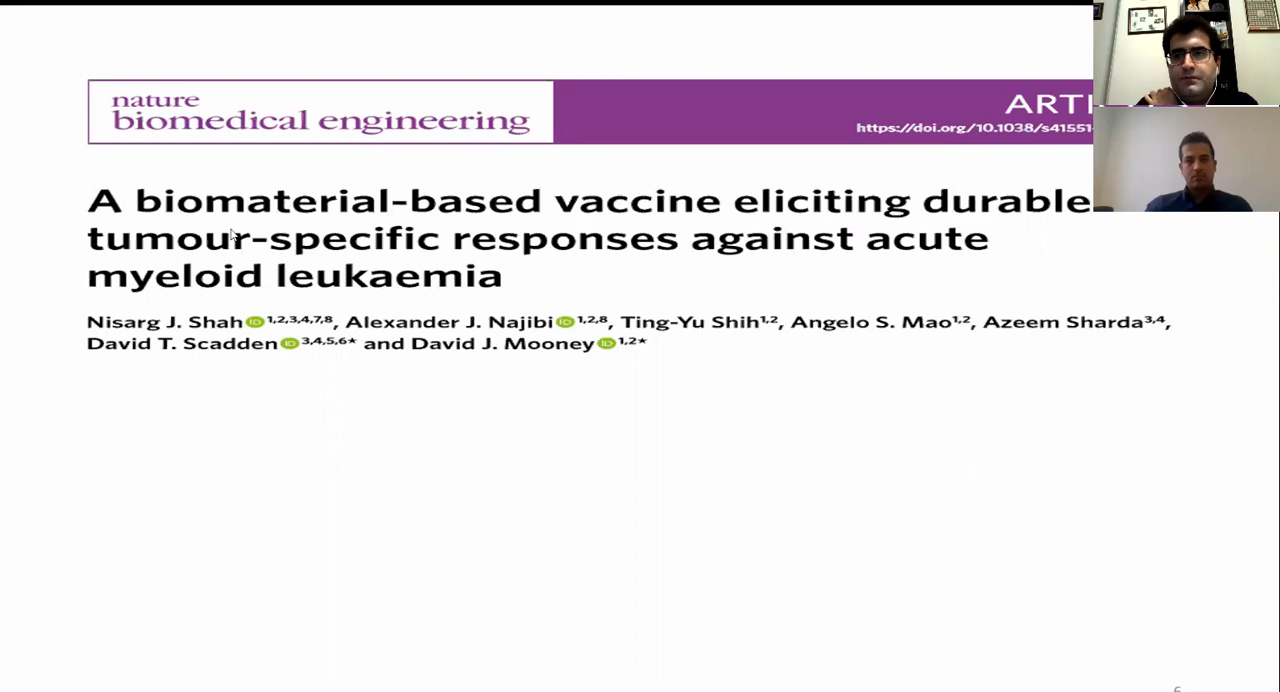 nature
biomedical engineering
ARTI
https://doi.org/10.1038/s41551-
A biomaterial-based vaccine eliciting durable
tumour-specific responses against acute
myeloid leukaemia
Nisarg J. Shah 1,2,3,4,7,8, Alexander J. Najibi 1,2,8, Ting-Yu Shih1,2, Angelo S. Mao1,2, Azeem Sharda3,4,
David T. Scadden 3,4,5,6* and David J. Mooney 1,2*